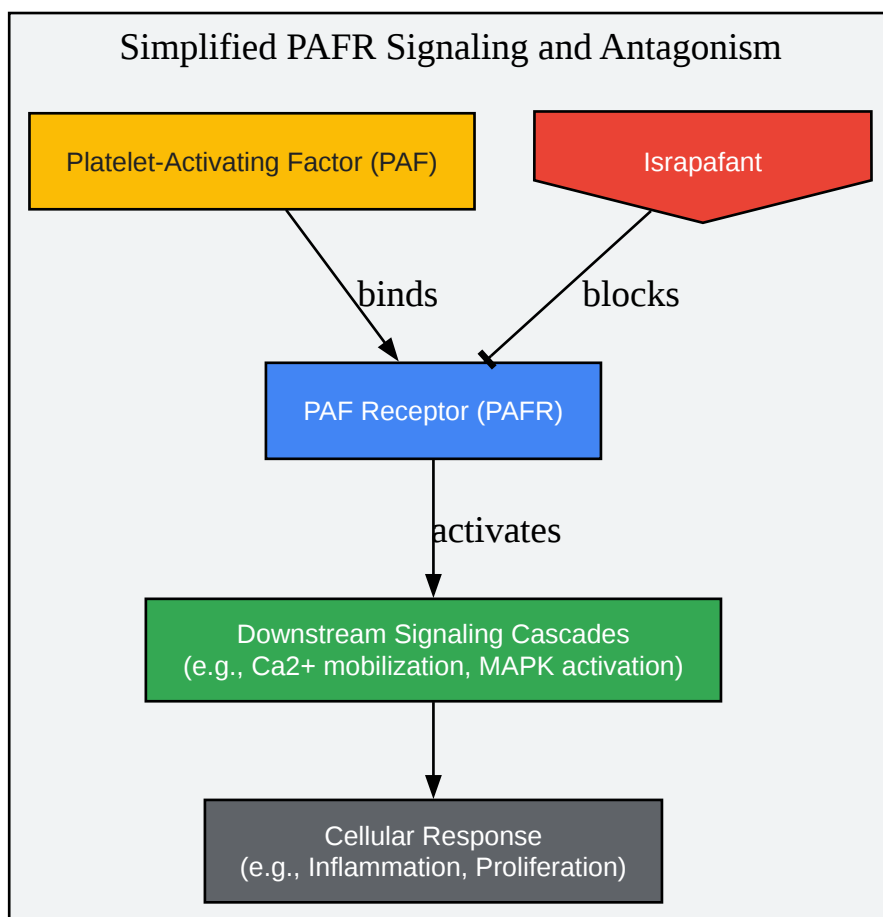 Simplified PAFR Signaling and Antagonism
Platelet-Activating Factor (PAF)
Israpafant
binds
blocks
PAF Receptor (PAFR)
activates
Downstream Signaling Cascades
(e.g., Ca2+ mobilization, MAPK activation)
Cellular Response
(e.g., Inflammation, Proliferation)